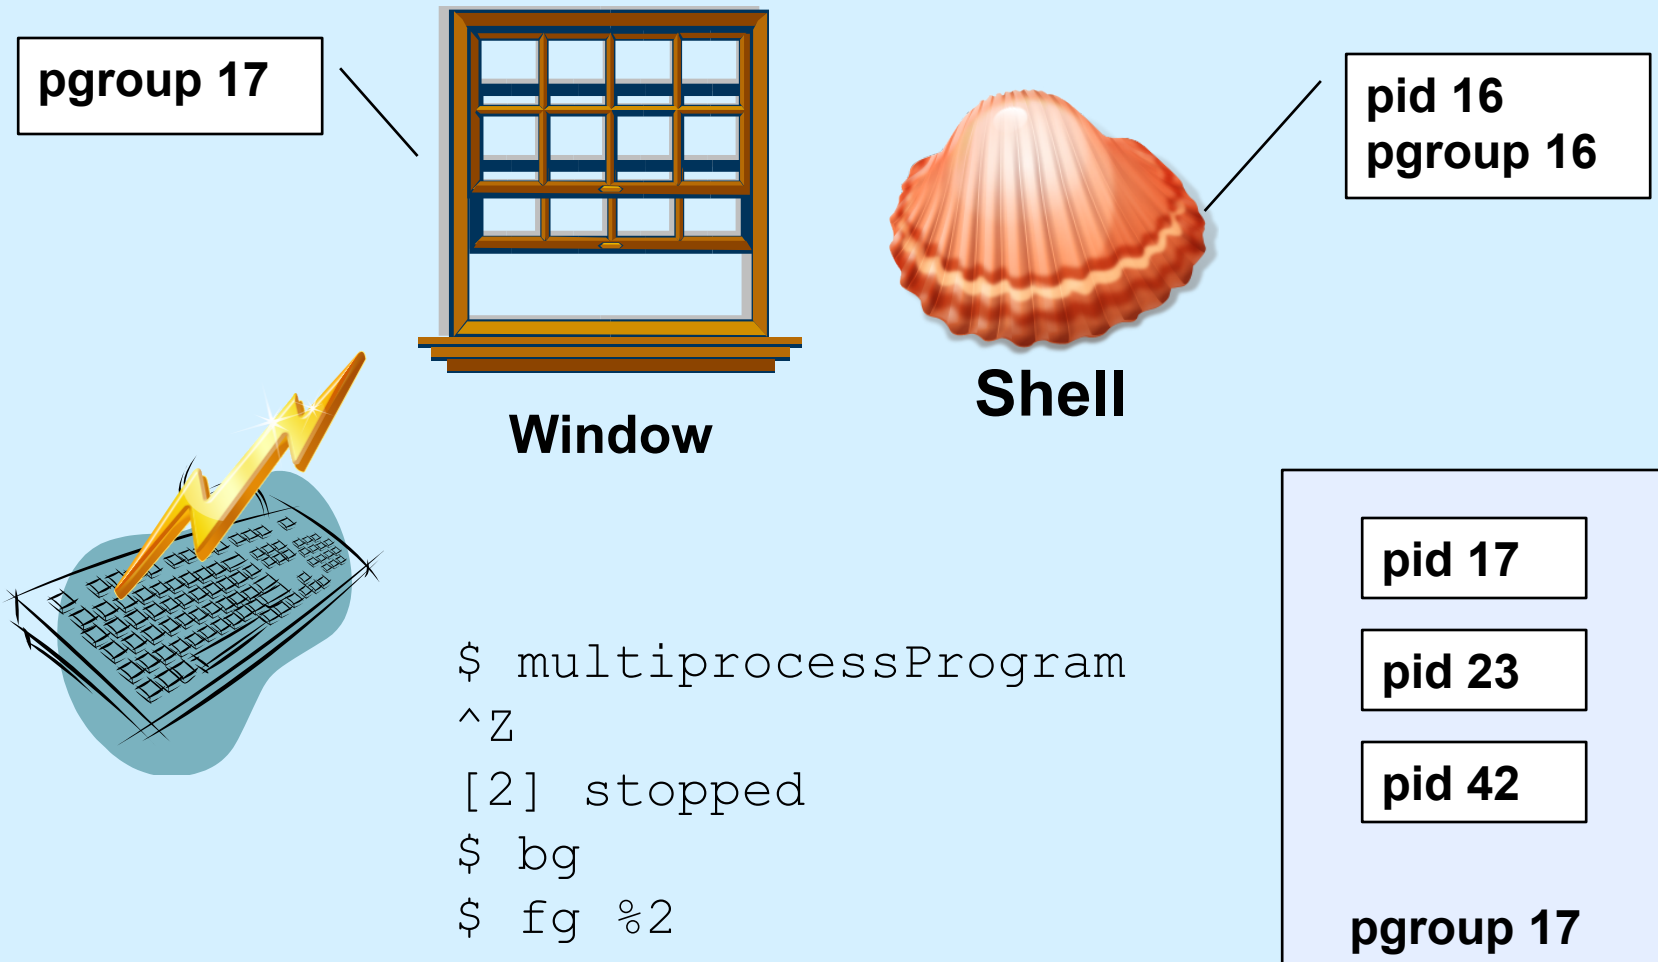 pgroup 17
pid 16
pgroup 16
Window
Shell
$ multiprocessProgram
^Z
[2] stopped
$ bg
$ fg %2
pid 17
pid 23
pid 42
pgroup 17